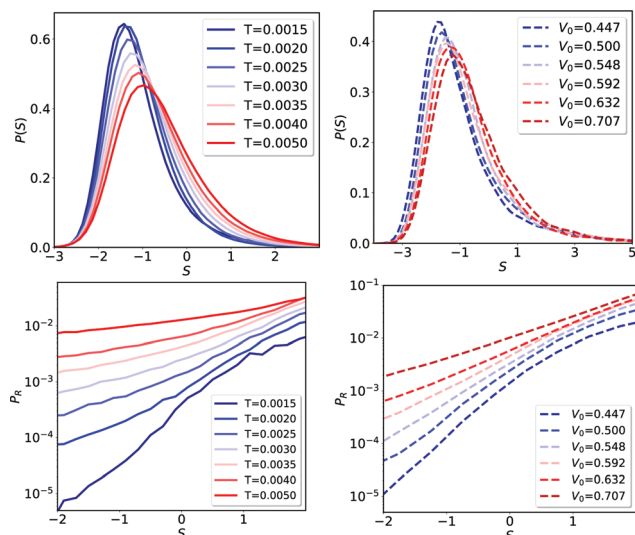 P(S)
0.6
0.4
0.2
0.0
−3 −2 −1 0 1 2
S
T=0.0015
T=0.0020
T=0.0025
T=0.0030
T=0.0035
T=0.0040
T=0.0050
P(S)
0.4
0.3
0.2
0.1
0.0
−3 −1 1 3 5
S
V₀=0.447
V₀=0.500
V₀=0.548
V₀=0.592
V₀=0.632
V₀=0.707
P_R
10⁻²
10⁻³
10⁻⁴
10⁻⁵
−2 −1 0 1
S
T=0.0015
T=0.0020
T=0.0025
T=0.0030
T=0.0035
T=0.0040
T=0.0050
P_R
10⁻¹
10⁻²
10⁻³
10⁻⁴
10⁻⁵
−2 −1 0 1
S
V₀=0.447
V₀=0.500
V₀=0.548
V₀=0.592
V₀=0.632
V₀=0.707